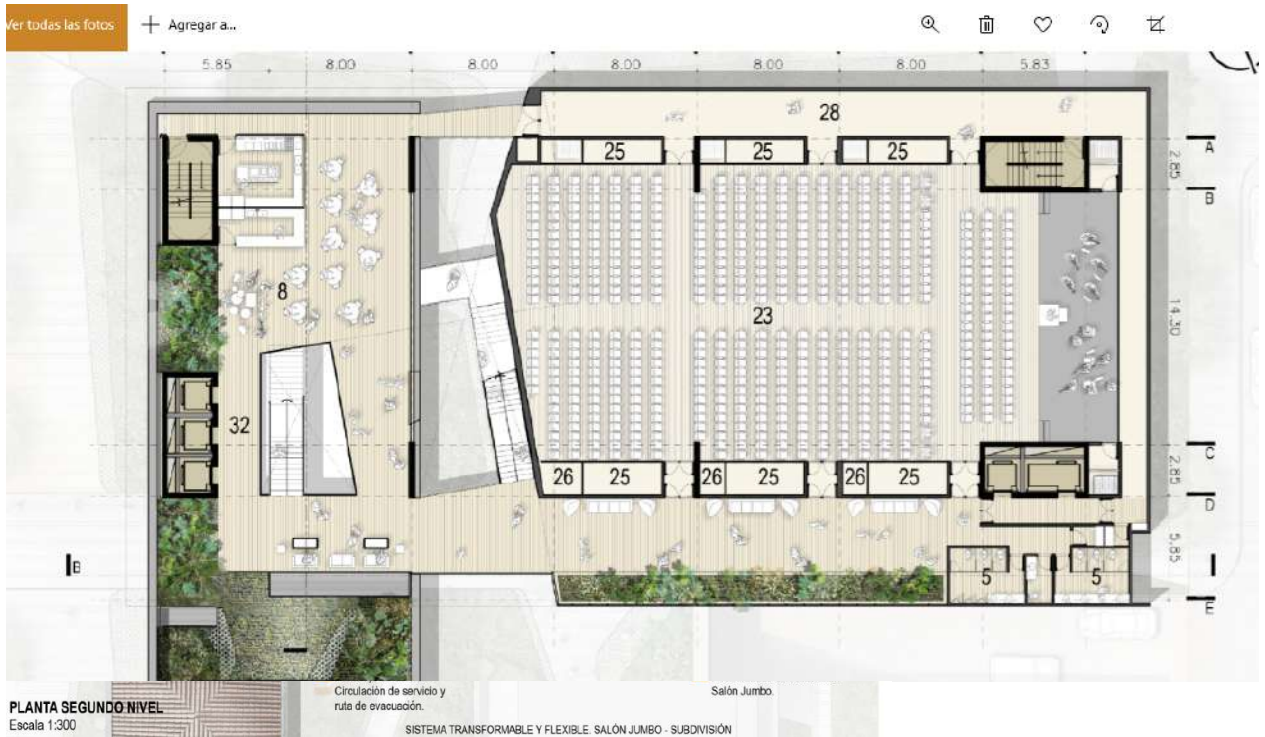 Ver todas las fotos
Agregar a...
5.85 8.00 8.00 8.00 8.00 8.00 5.83
28
A
25 25 25
2.85
B
8
23
14.30
32
C
26 25 26 25 26 25
2.85
D
5.85
B
5 5
E
Circulación de servicio y
ruta de evacuación.
Salón Jumbo.
PLANTA SEGUNDO NIVEL
Escala 1:300
SISTEMA TRANSFORMABLE Y FLEXIBLE. SALÓN JUMBO - SUBDIVISIÓN